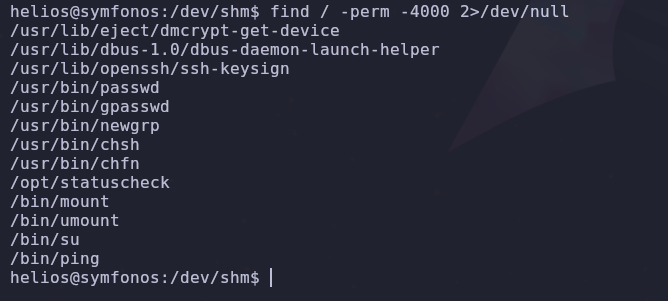 helios@symfonos:/dev/shm$ find / -perm -4000 2>/dev/null
/usr/lib/eject/dmcrypt-get-device
/usr/lib/dbus-1.0/dbus-daemon-launch-helper
/usr/lib/openssh/ssh-keysign
/usr/bin/passwd
/usr/bin/gpasswd
/usr/bin/newgrp
/usr/bin/chsh
/usr/bin/chfn
/opt/statuscheck
/bin/mount
/bin/umount
/bin/su
/bin/ping
helios@symfonos:/dev/shm$